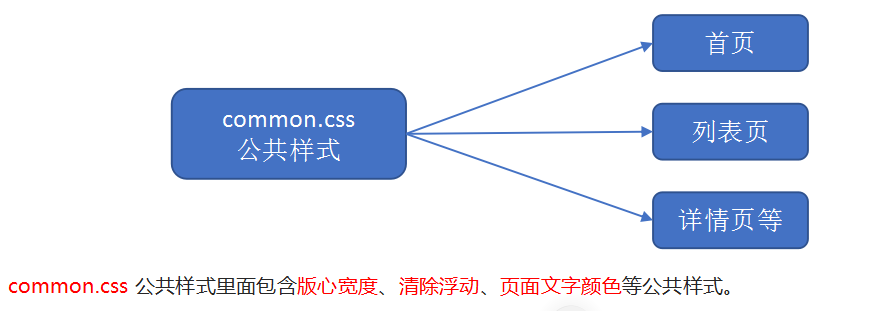 common.css
公共样式
首页
列表页
详情页等
common.css 公共样式里面包含版心宽度、清除浮动、页面文字颜色等公共样式。